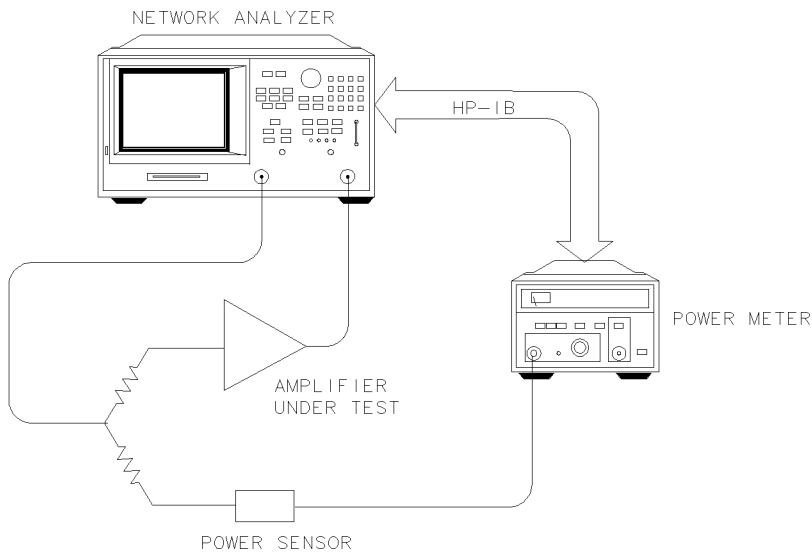 NETWORK ANALYZER
HP-IB
POWER METER
AMPLIFIER
UNDER TEST
POWER SENSOR